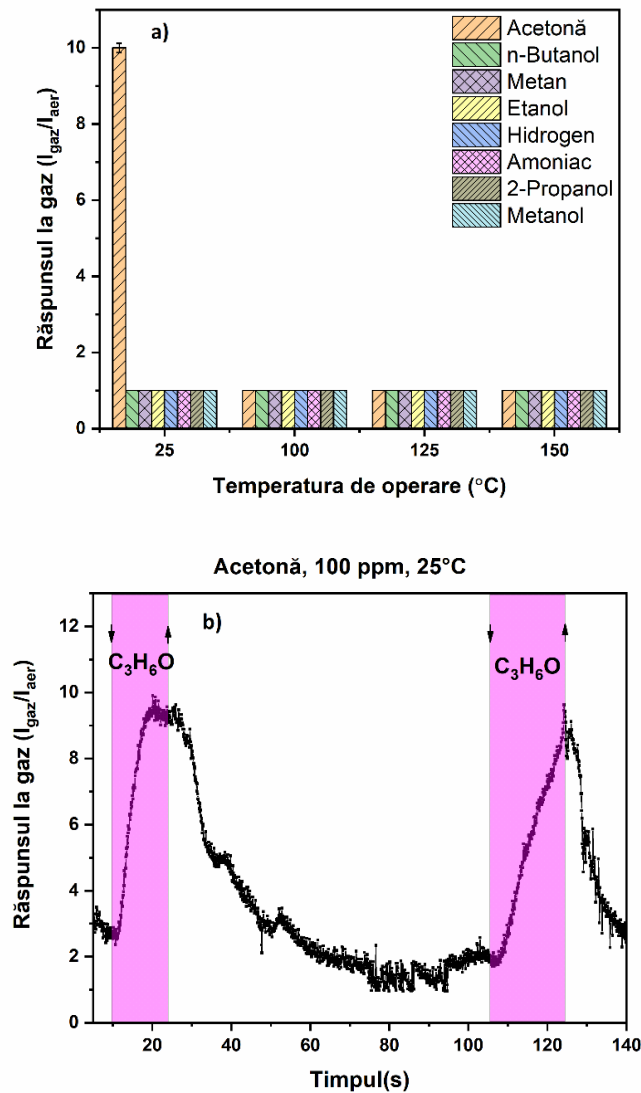 a)
Acetonă
n-Butanol
Metan
Etanol
Hidrogen
Amoniac
2-Propanol
Metanol
Răspunsul la gaz (Igaz/Iaer)
10
8
6
4
2
0
25 100 125 150
Temperatura de operare (°C)
Acetonă, 100 ppm, 25°C
b)
C3H6O C3H6O
Răspunsul la gaz (Igaz/Iaer)
12
10
8
6
4
2
0
20 40 60 80 100 120 140
Timpul(s)